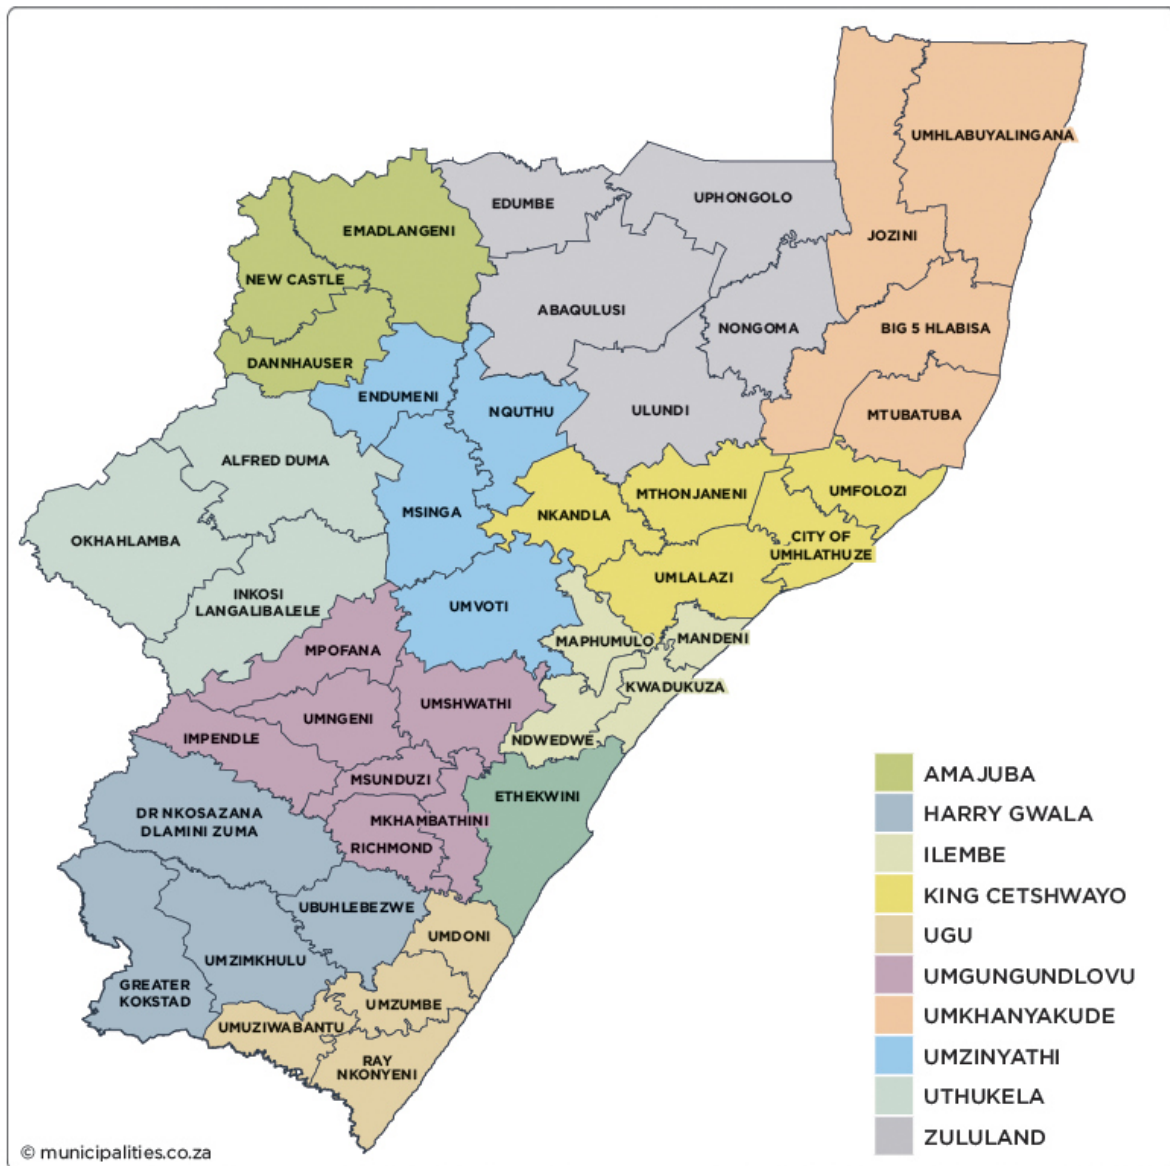 UMHLABUYALINGANA
EDUMBE
UPHONGOLO
EMADLANGENI
JOZINI
NEW CASTLE
ABAQULUSI
NONGOMA
BIG 5 HLABISA
DANNHAUSER
ENDUMENI
NQUTHU
ULUNDI
MTUBATUBA
ALFRED DUMA
MSINGA
NKANDLA
MTHONJANENI
UMFOLOZI
OKHAHLAMBA
CITY OF
UMHLATHUZE
UMLALAZI
INKOSI
LANGALIBALELE
UMVOTI
MAPHUMULO
MANDENI
MPOFANA
KWADUKUZA
UMSHWATHI
UMNGENI
IMPENDLE
NDWEDWE
MSUNDUZI
ETHEKWINI
DR NKOSAZANA
DLAMINI ZUMA
MKHAMBATHINI
RICHMOND
UBUHLEBEZWE
UMDONI
UMZIMKHULU
GREATER
KOKSTAD
UMZUMBE
UMUZIWABANTU
RAY
NKONYENI
AMAJUBA
HARRY GWALA
ILEMBE
KING CETSHWAYO
UGU
UMGUNGUNDLOVU
UMKHANYAKUDE
UMZINYATHI
UTHUKELA
ZULULAND
© municipalities.co.za